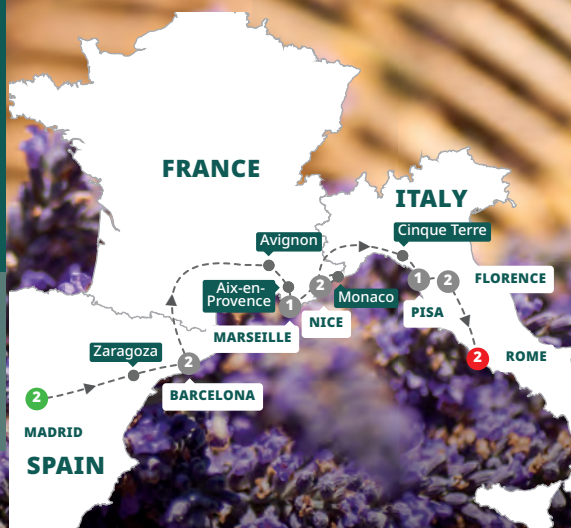 FRANCE
ITALY
Cinque Terre
Avignon
FLORENCE
Aix-en-
Provence
2
1
2
1
2
Monaco
PISA
NICE
MARSEILLE
Zaragoza
2
2
ROME
BARCELONA
2
MADRID
SPAIN